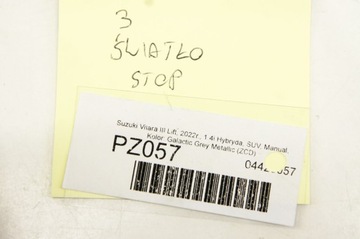 3
ŚWIATŁO
STOP
Suzuki Vitara III Lift, 2022r., 1.4i Hybryda, SUV, Manual,
Kolor: Galactic Grey Metallic (ZCD)
PZ057